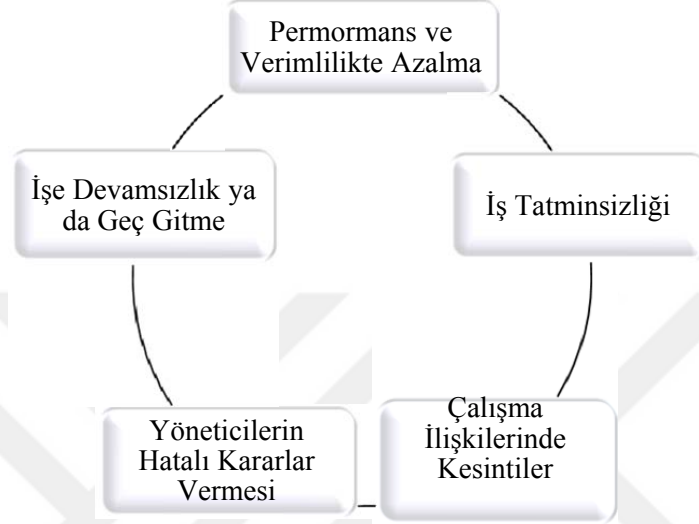 Permormans ve
Verimlilikte Azalma
İşe Devamsızlık ya
da Geç Gitme
İş Tatminsizliği
Yöneticilerin
Hatalı Kararlar
Vermesi
Çalışma
İlişkilerinde
Kesintiler